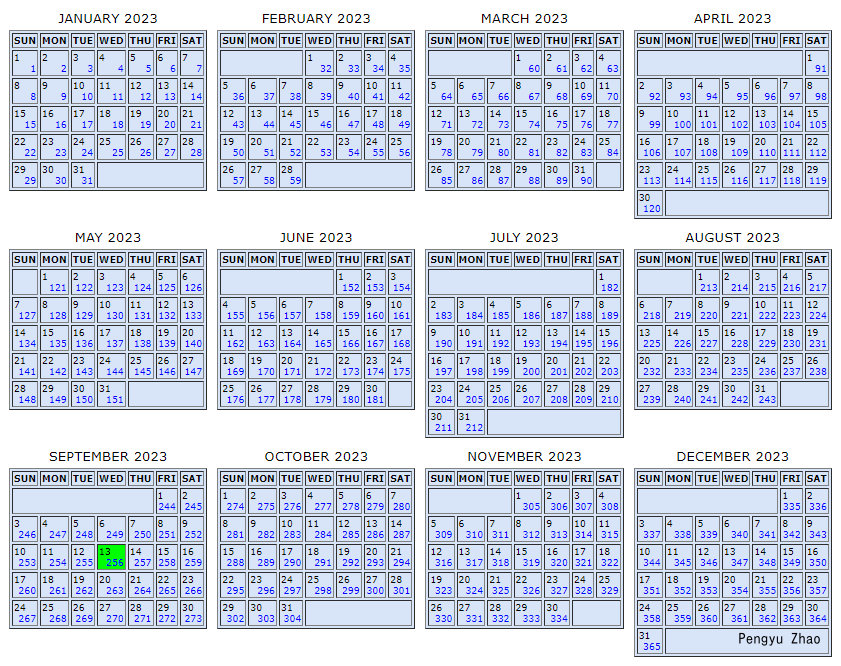 JANUARY 2023
SUN MON TUE WED THU FRI SAT
1 2 3 4 5 6 7
1 2 3 4 5 6 7
8 9 10 11 12 13 14
8 9 10 11 12 13 14
15 16 17 18 19 20 21
15 16 17 18 19 20 21
22 23 24 25 26 27 28
22 23 24 25 26 27 28
29 30 31
29 30 31
FEBRUARY 2023
SUN MON TUE WED THU FRI SAT
1 2 3 4
32 33 34 35
5 6 7 8 9 10 11
36 37 38 39 40 41 42
12 13 14 15 16 17 18
43 44 45 46 47 48 49
19 20 21 22 23 24 25
50 51 52 53 54 55 56
26 27 28
57 58 59
MARCH 2023
SUN MON TUE WED THU FRI SAT
1 2 3 4
60 61 62 63
5 6 7 8 9 10 11
64 65 66 67 68 69 70
12 13 14 15 16 17 18
71 72 73 74 75 76 77
19 20 21 22 23 24 25
78 79 80 81 82 83 84
26 27 28 29 30 31
85 86 87 88 89 90
APRIL 2023
SUN MON TUE WED THU FRI SAT
1
91
2 3 4 5 6 7 8
92 93 94 95 96 97 98
9 10 11 12 13 14 15
99 100 101 102 103 104 105
16 17 18 19 20 21 22
106 107 108 109 110 111 112
23 24 25 26 27 28 29
113 114 115 116 117 118 119
30
120
MAY 2023
SUN MON TUE WED THU FRI SAT
1 2 3 4 5 6
121 122 123 124 125 126
7 8 9 10 11 12 13
127 128 129 130 131 132 133
14 15 16 17 18 19 20
134 135 136 137 138 139 140
21 22 23 24 25 26 27
141 142 143 144 145 146 147
28 29 30 31
148 149 150 151
JUNE 2023
SUN MON TUE WED THU FRI SAT
1 2 3
152 153 154
4 5 6 7 8 9 10
155 156 157 158 159 160 161
11 12 13 14 15 16 17
162 163 164 165 166 167 168
18 19 20 21 22 23 24
169 170 171 172 173 174 175
25 26 27 28 29 30
176 177 178 179 180 181
JULY 2023
SUN MON TUE WED THU FRI SAT
1
182
2 3 4 5 6 7 8
183 184 185 186 187 188 189
9 10 11 12 13 14 15
190 191 192 193 194 195 196
16 17 18 19 20 21 22
197 198 199 200 201 202 203
23 24 25 26 27 28 29
204 205 206 207 208 209 210
30 31
211 212
AUGUST 2023
SUN MON TUE WED THU FRI SAT
1 2 3 4 5
213 214 215 216 217
6 7 8 9 10 11 12
218 219 220 221 222 223 224
13 14 15 16 17 18 19
225 226 227 228 229 230 231
20 21 22 23 24 25 26
232 233 234 235 236 237 238
27 28 29 30 31
239 240 241 242 243
SEPTEMBER 2023
SUN MON TUE WED THU FRI SAT
1 2
244 245
3 4 5 6 7 8 9
246 247 248 249 250 251 252
10 11 12 13 14 15 16
253 254 255 256 257 258 259
17 18 19 20 21 22 23
260 261 262 263 264 265 266
24 25 26 27 28 29 30
267 268 269 270 271 272 273
OCTOBER 2023
SUN MON TUE WED THU FRI SAT
1 2 3 4 5 6 7
274 275 276 277 278 279 280
8 9 10 11 12 13 14
281 282 283 284 285 286 287
15 16 17 18 19 20 21
288 289 290 291 292 293 294
22 23 24 25 26 27 28
295 296 297 298 299 300 301
29 30 31
302 303 304
NOVEMBER 2023
SUN MON TUE WED THU FRI SAT
1 2 3 4
305 306 307 308
5 6 7 8 9 10 11
309 310 311 312 313 314 315
12 13 14 15 16 17 18
316 317 318 319 320 321 322
19 20 21 22 23 24 25
323 324 325 326 327 328 329
26 27 28 29 30
330 331 332 333 334
DECEMBER 2023
SUN MON TUE WED THU FRI SAT
1 2
335 336
3 4 5 6 7 8 9
337 338 339 340 341 342 343
10 11 12 13 14 15 16
344 345 346 347 348 349 350
17 18 19 20 21 22 23
351 352 353 354 355 356 357
24 25 26 27 28 29 30
358 359 360 361 362 363 364
31
365
Pengyu Zhao